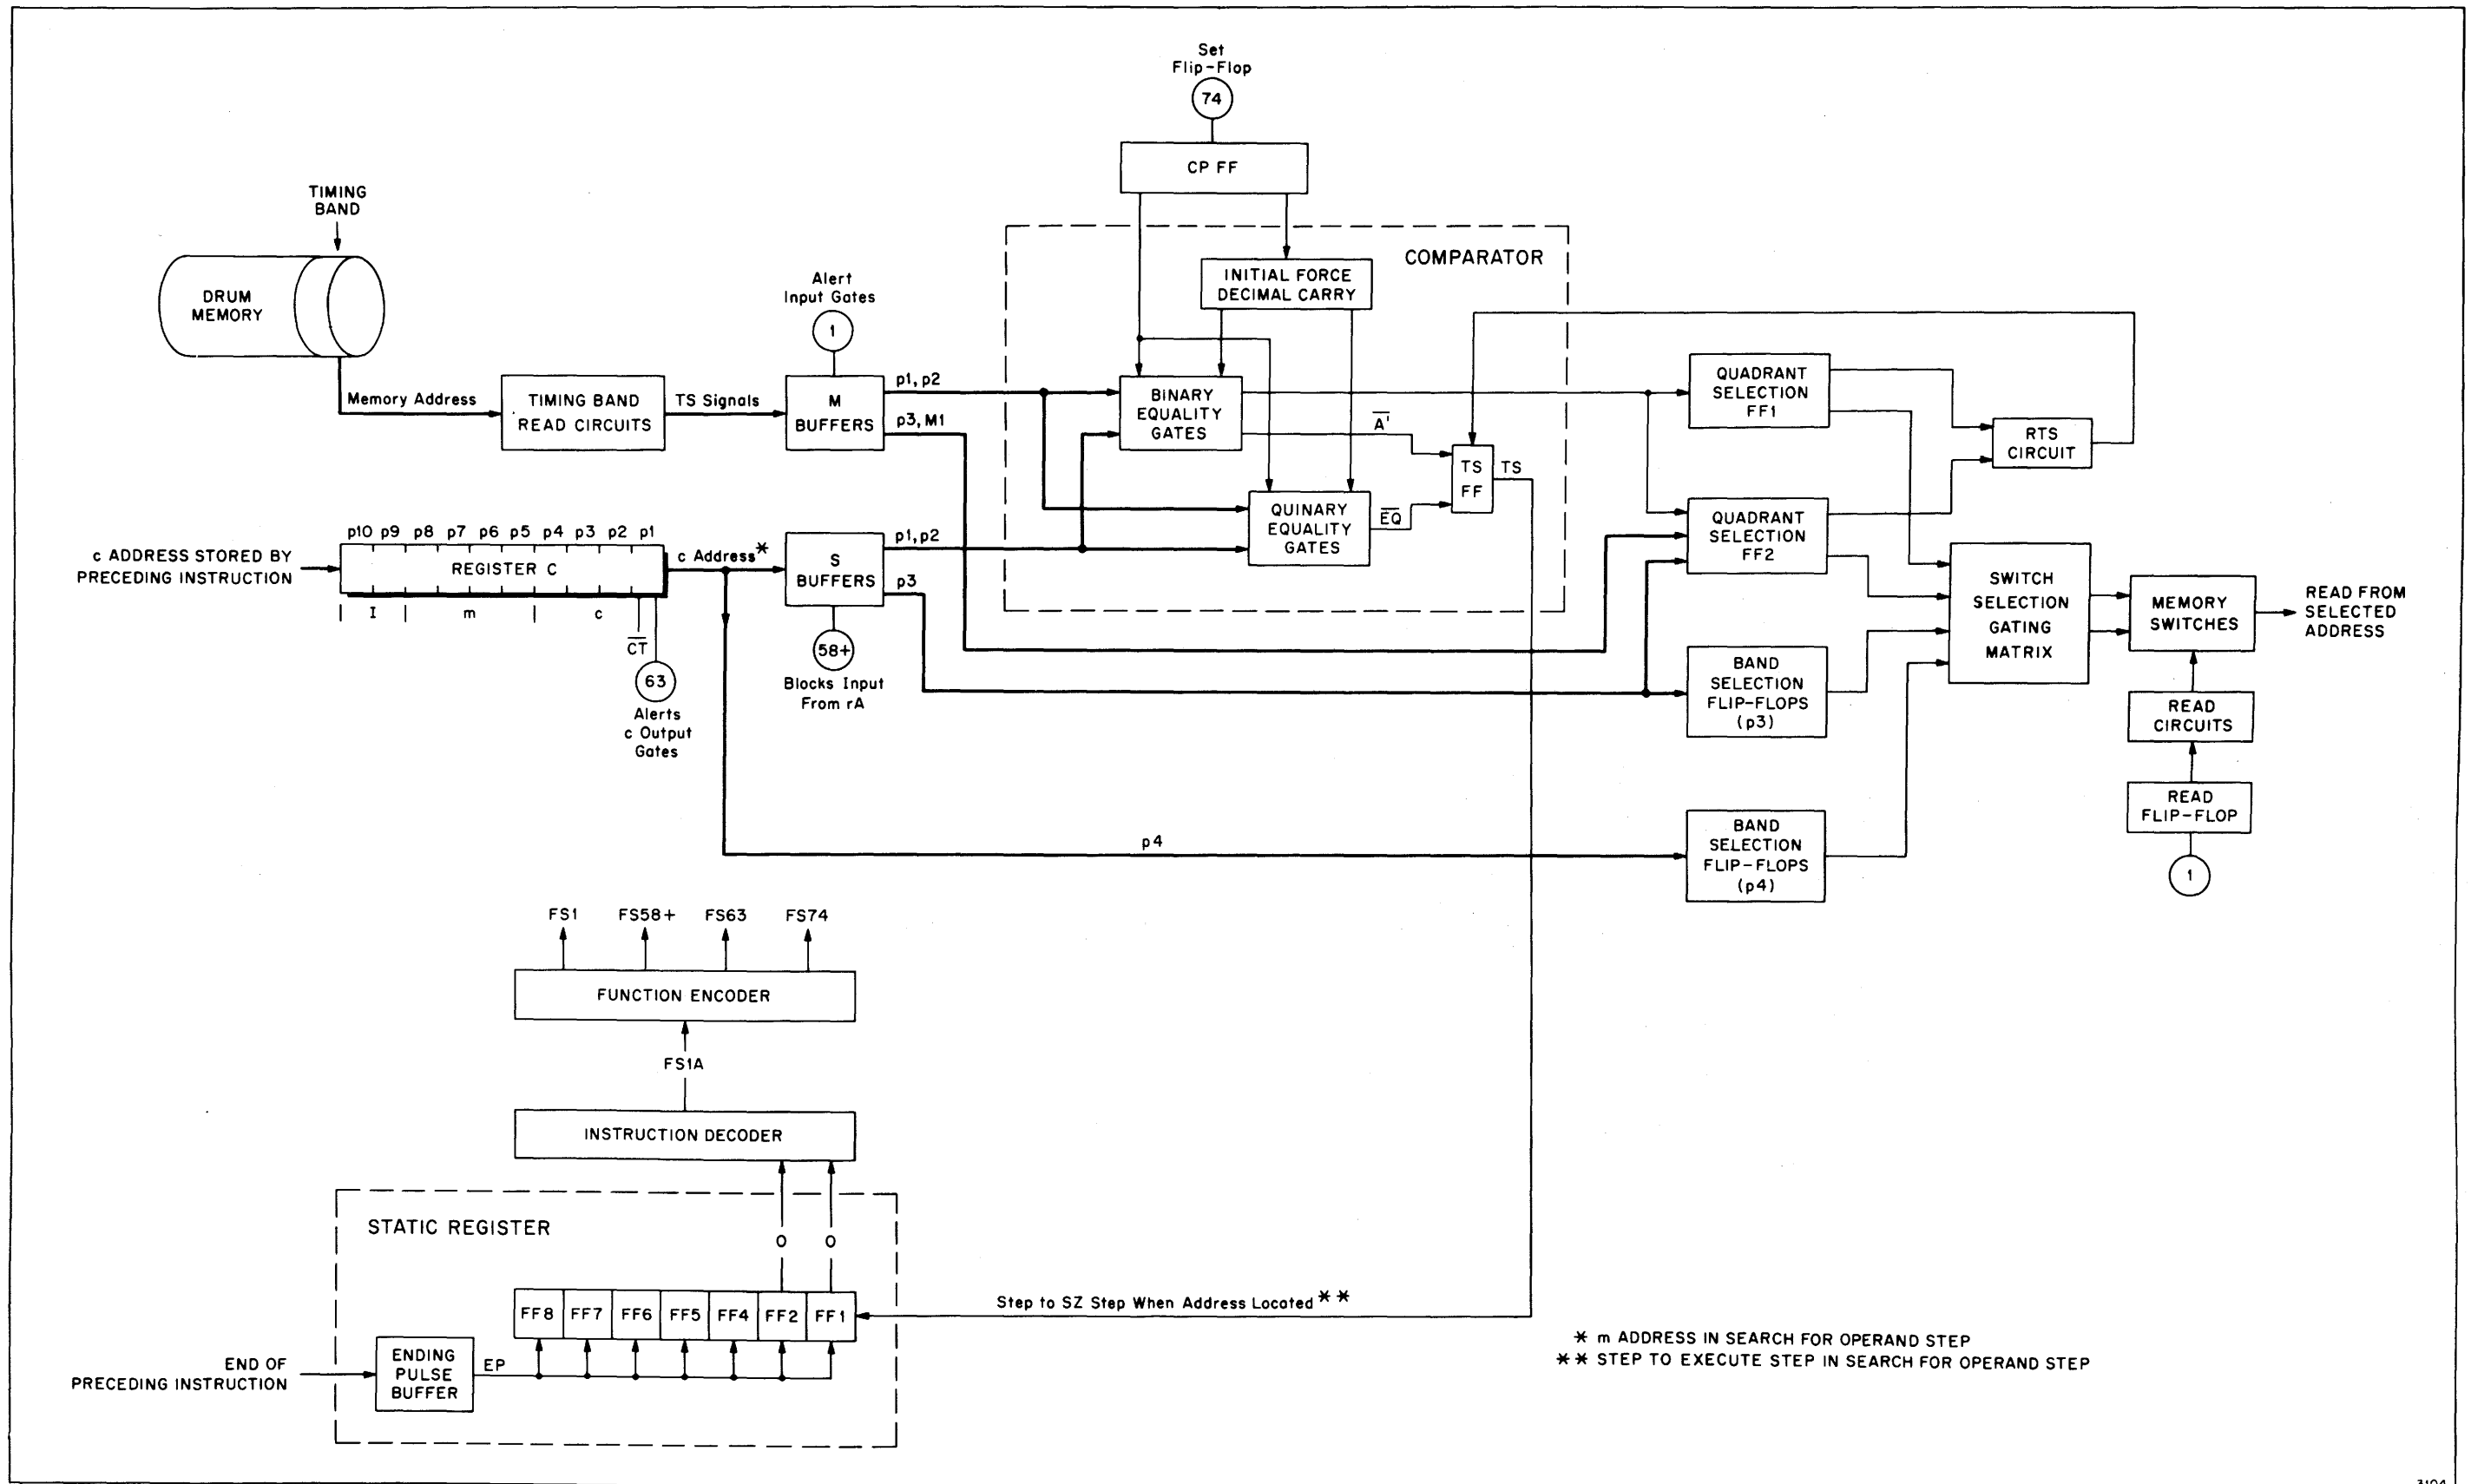 Set
Flip-Flop
74
CP FF
TIMING
BAND
DRUM
MEMORY
COMPARATOR
INITIAL FORCE
DECIMAL CARRY
Alert
Input Gates
1
Memory Address
TIMING BAND
READ CIRCUITS
TS Signals
M
BUFFERS
p1, p2
p3, M1
BINARY
EQUALITY
GATES
A'
TS
FF
TS
QUINARY
EQUALITY
GATES
EQ
QUADRANT
SELECTION
FF1
RTS
CIRCUIT
QUADRANT
SELECTION
FF2
c ADDRESS STORED BY
PRECEDING INSTRUCTION
p10 p9 p8 p7 p6 p5 p4 p3 p2 p1
REGISTER C
I m c
c Address*
CT
63
Alerts
c Output
Gates
S
BUFFERS
p1, p2
p3
58+
Blocks Input
From rA
BAND
SELECTION
FLIP-FLOPS
(p3)
SWITCH
SELECTION
GATING
MATRIX
MEMORY
SWITCHES
READ FROM
SELECTED
ADDRESS
READ
CIRCUITS
READ
FLIP-FLOP
1
p4
BAND
SELECTION
FLIP-FLOPS
(p4)
FS1 FS58+ FS63 FS74
FUNCTION ENCODER
FS1A
INSTRUCTION DECODER
STATIC REGISTER
0 0
FF8 FF7 FF6 FF5 FF4 FF2 FF1
Step to SZ Step When Address Located**
END OF
PRECEDING INSTRUCTION
ENDING
PULSE
BUFFER
EP
* m ADDRESS IN SEARCH FOR OPERAND STEP
** STEP TO EXECUTE STEP IN SEARCH FOR OPERAND STEP
3104